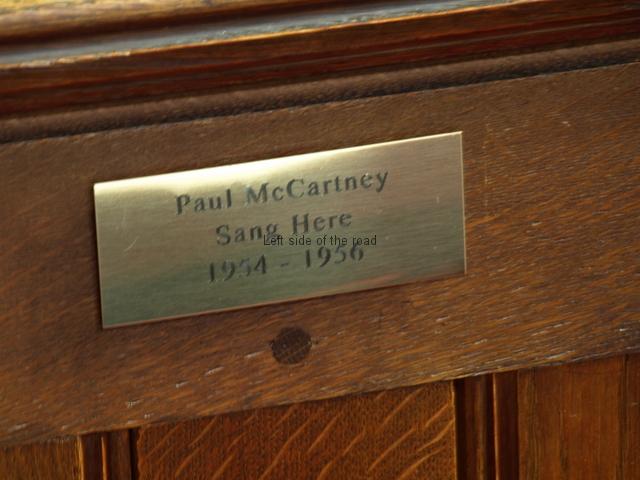 Paul McCartney
Sang Here
Left side of the road
1954 - 1956